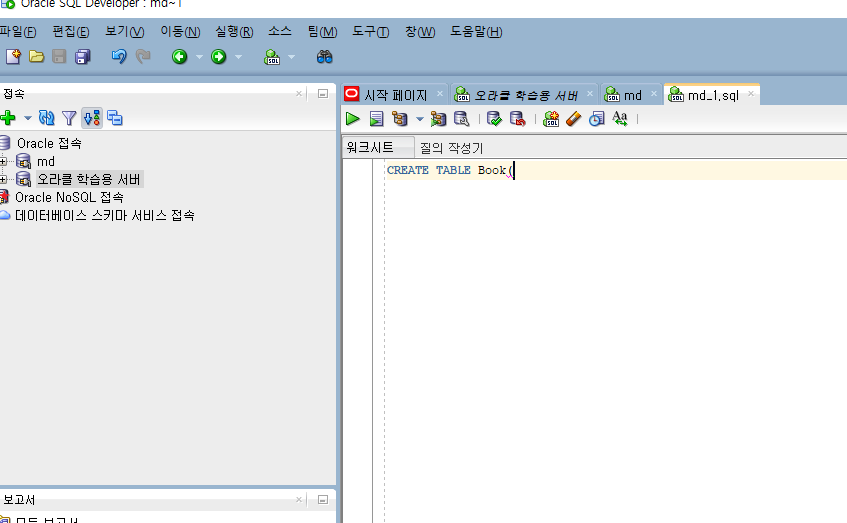 Oracle SQL Developer : md~1
파일(F) 편집(E) 보기(V) 이동(N) 실행(R) 소스 팀(M) 도구(T) 창(W) 도움말(H)
접속
Oracle 접속
md
오라클 학습용 서버
Oracle NoSQL 접속
데이터베이스 스키마 서비스 접속
보고서
모든 보고서
시작 페이지 오라클 학습용 서버 md md_1.sql
워크시트 질의 작성기
CREATE TABLE Book(